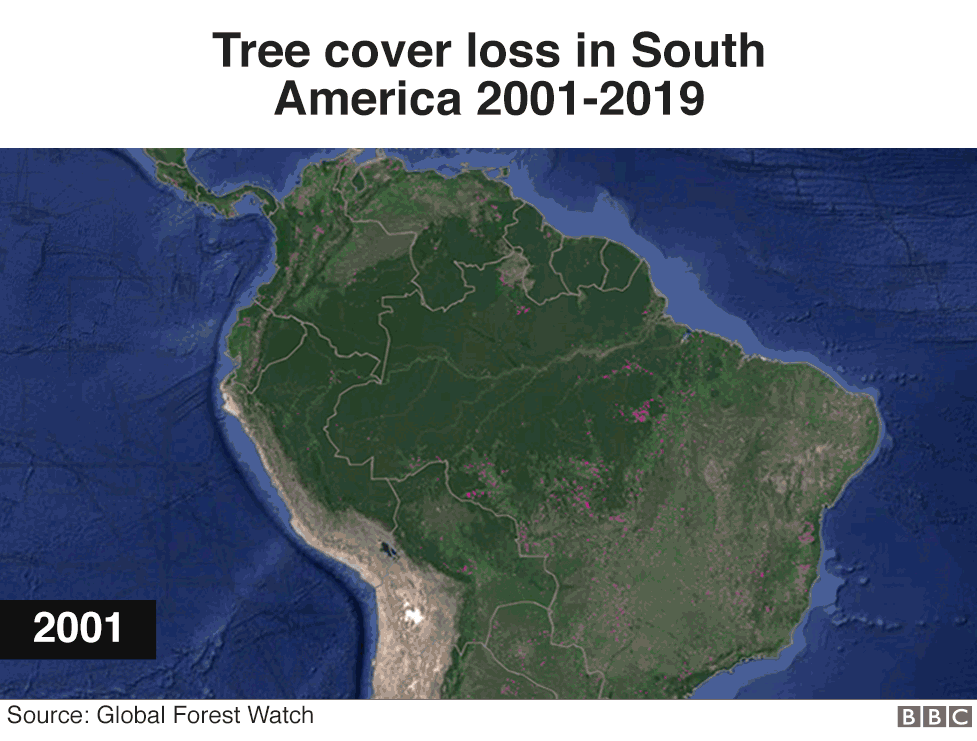 Tree cover loss in South
America 2001-2019
2001
Source: Global Forest Watch
BBC